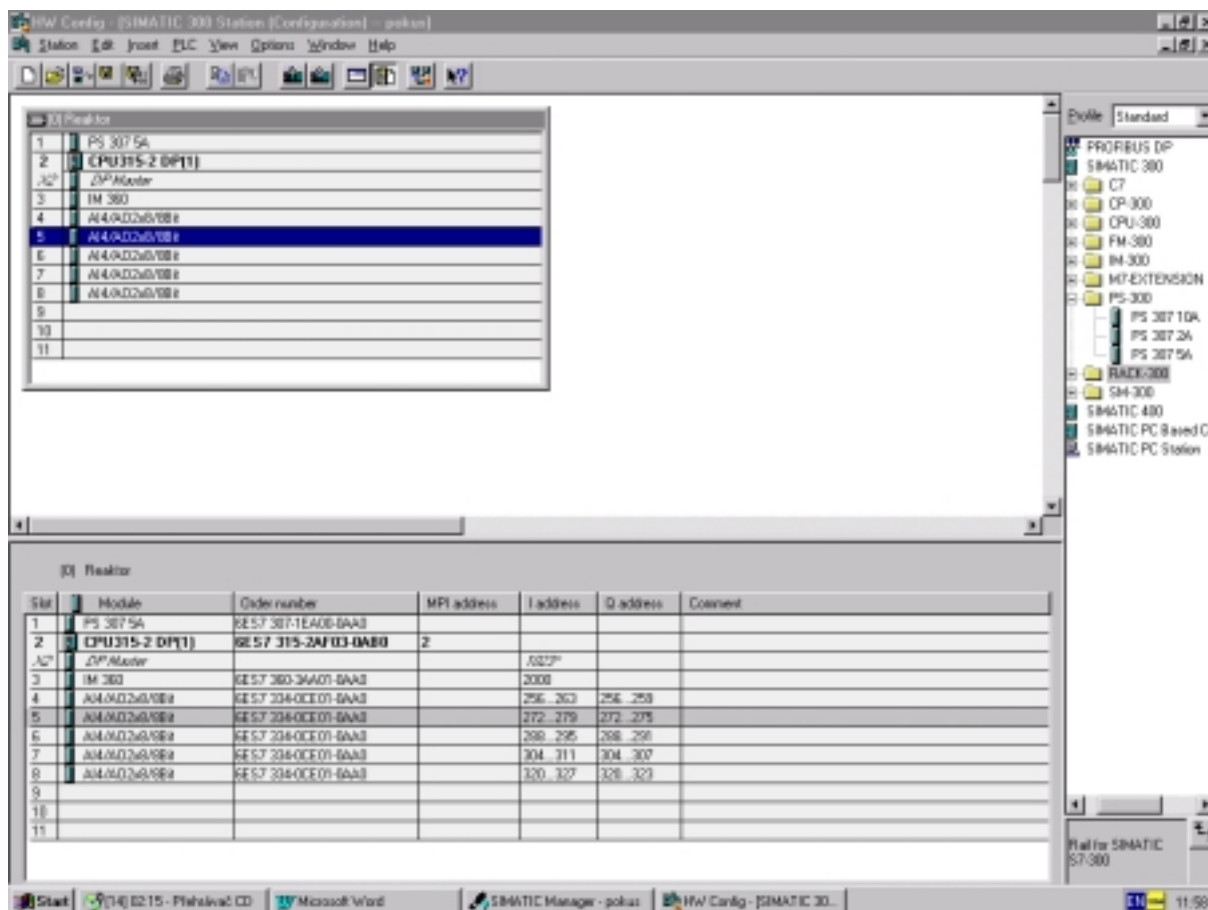 HW Config - [SIMATIC 300 Station (Configuration) -- pokus]
Station Edit Insert PLC View Options Window Help
[0] Reaktor
1 PS 307 5A
2 CPU315-2 DP(1)
X2 DP Master
3 IM 360
4 AI4/AO2x8/8Bit
5 AI4/AO2x8/8Bit
6 AI4/AO2x8/8Bit
7 AI4/AO2x8/8Bit
8 AI4/AO2x8/8Bit
9
10
11
Profile Standard
PROFIBUS DP
SIMATIC 300
C7
CP-300
CPU-300
FM-300
IM-300
M7-EXTENSION
PS-300
PS 307 10A
PS 307 2A
PS 307 5A
RACK-300
SM-300
SIMATIC 400
SIMATIC PC Based C
SIMATIC PC Station
[0] Reaktor
Slot Module Order number MPI address I address Q address Comment
1 PS 307 5A 6ES7 307-1EA00-0AA0
2 CPU315-2 DP(1) 6ES7 315-2AF03-0AB0 2
X2 DP Master 1023*
3 IM 360 6ES7 360-3AA01-0AA0 2000
4 AI4/AO2x8/8Bit 6ES7 334-0CE01-0AA0 256...263 256...259
5 AI4/AO2x8/8Bit 6ES7 334-0CE01-0AA0 272...279 272...275
6 AI4/AO2x8/8Bit 6ES7 334-0CE01-0AA0 288...295 288...291
7 AI4/AO2x8/8Bit 6ES7 334-0CE01-0AA0 304...311 304...307
8 AI4/AO2x8/8Bit 6ES7 334-0CE01-0AA0 320...327 320...323
9
10
11
Rail for SIMATIC
S7-300
Start [14] 02:15 - Přehrávač CD Microsoft Word SIMATIC Manager - pokus HW Config - [SIMATIC 30... EN 11:58